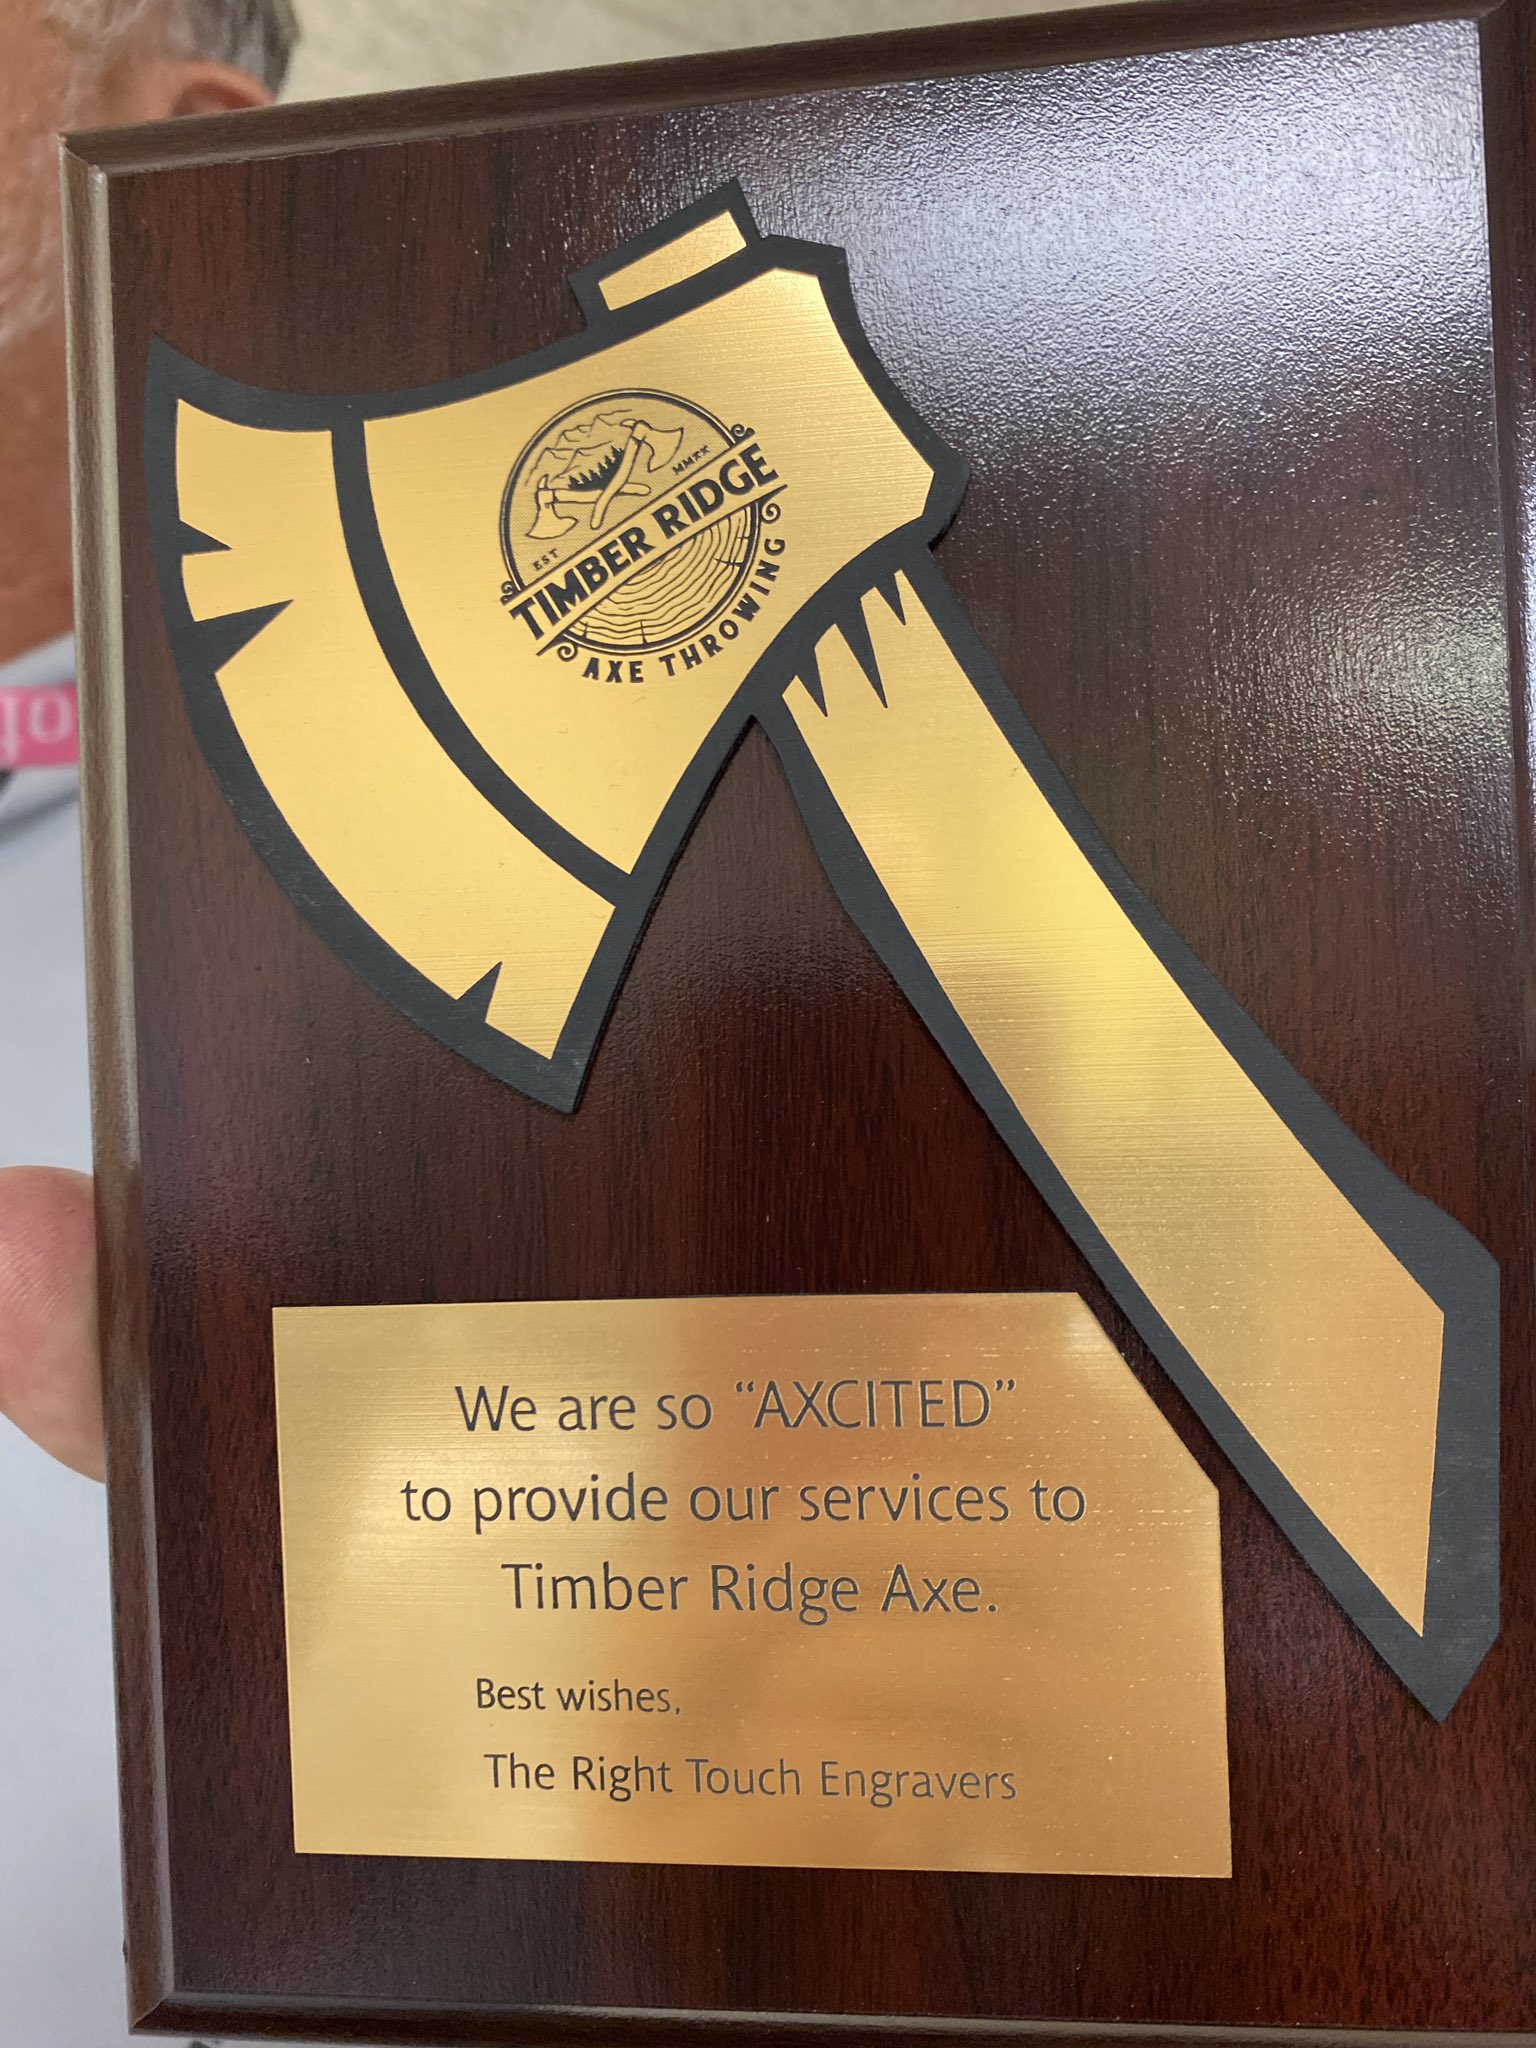 EST
MMXX
TIMBER RIDGE
AXE THROWING
We are so “AXCITED”
to provide our services to
Timber Ridge Axe.
Best wishes,
The Right Touch Engravers